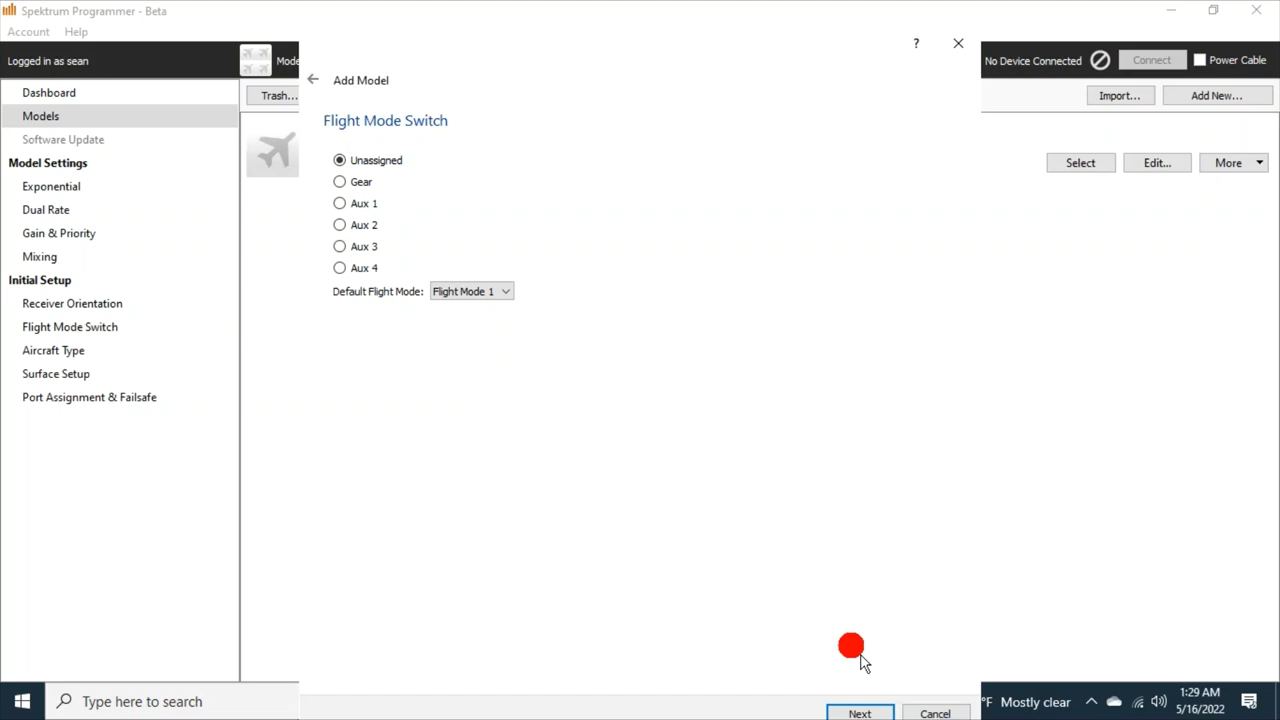 Spektrum Programmer - Beta
Account Help
Logged in as sean
Mode
No Device Connected Connect Power Cable
Dashboard
Models
Software Update
Model Settings
Exponential
Dual Rate
Gain & Priority
Mixing
Initial Setup
Receiver Orientation
Flight Mode Switch
Aircraft Type
Surface Setup
Port Assignment & Failsafe
Trash...
Import... Add New...
Select Edit... More
?
Add Model
Flight Mode Switch
Unassigned
Gear
Aux 1
Aux 2
Aux 3
Aux 4
Default Flight Mode: Flight Mode 1
Next Cancel
Type here to search
°F Mostly clear
1:29 AM
5/16/2022